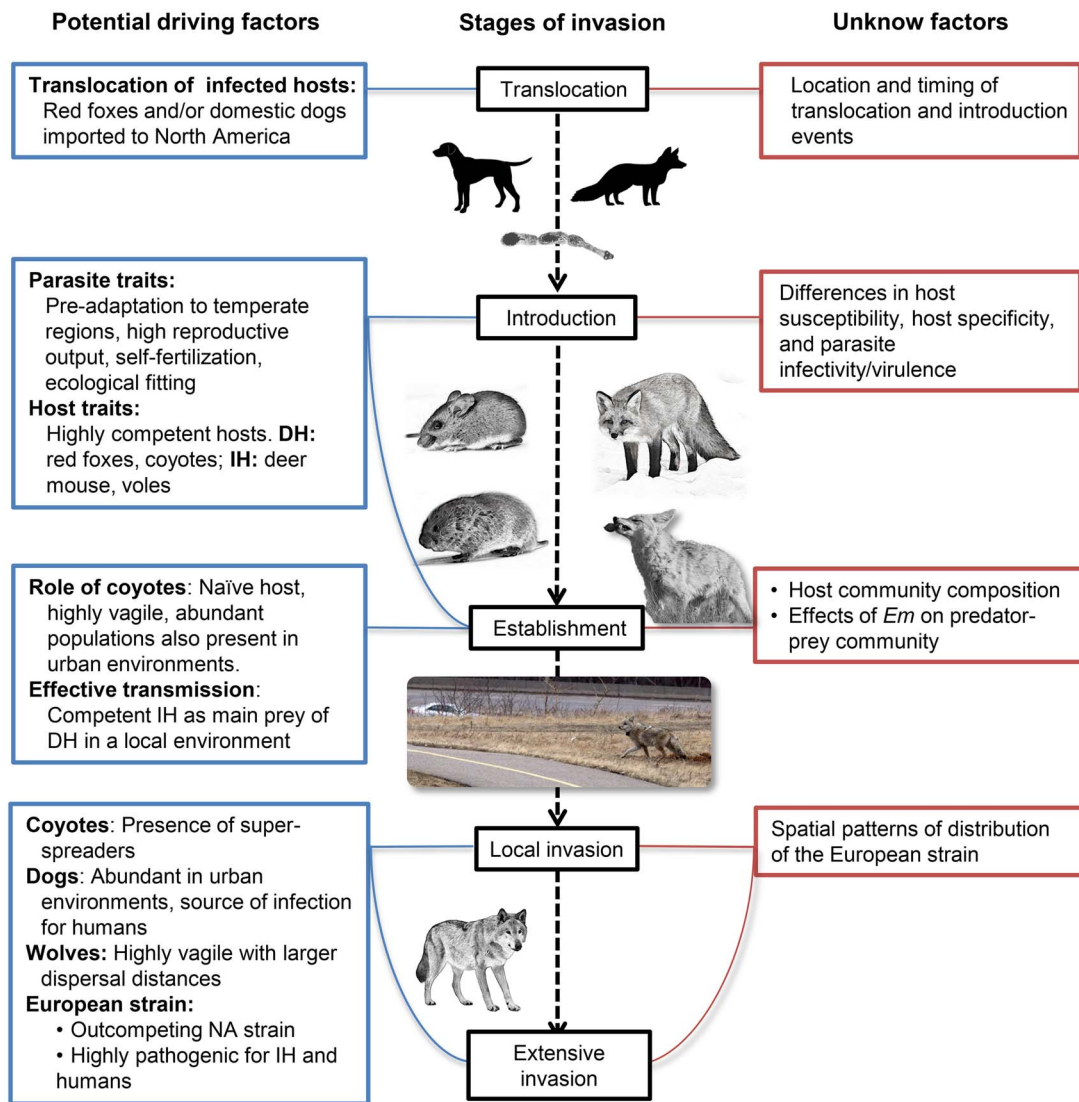 Potential driving factors
Stages of invasion
Unknow factors
Translocation of infected hosts:
Red foxes and/or domestic dogs
imported to North America
Translocation
Location and timing of
translocation and introduction
events
Parasite traits:
Pre-adaptation to temperate
regions, high reproductive
output, self-fertilization,
ecological fitting
Host traits:
Highly competent hosts. DH:
red foxes, coyotes; IH: deer
mouse, voles
Introduction
Differences in host
susceptibility, host specificity,
and parasite
infectivity/virulence
Role of coyotes: Naïve host,
highly vagile, abundant
populations also present in
urban environments.
Effective transmission:
Competent IH as main prey of
DH in a local environment
Establishment
• Host community composition
• Effects of Em on predator-
prey community
Coyotes: Presence of super-
spreaders
Dogs: Abundant in urban
environments, source of infection
for humans
Wolves: Highly vagile with larger
dispersal distances
European strain:
• Outcompeting NA strain
• Highly pathogenic for IH and
humans
Local invasion
Spatial patterns of distribution
of the European strain
Extensive
invasion